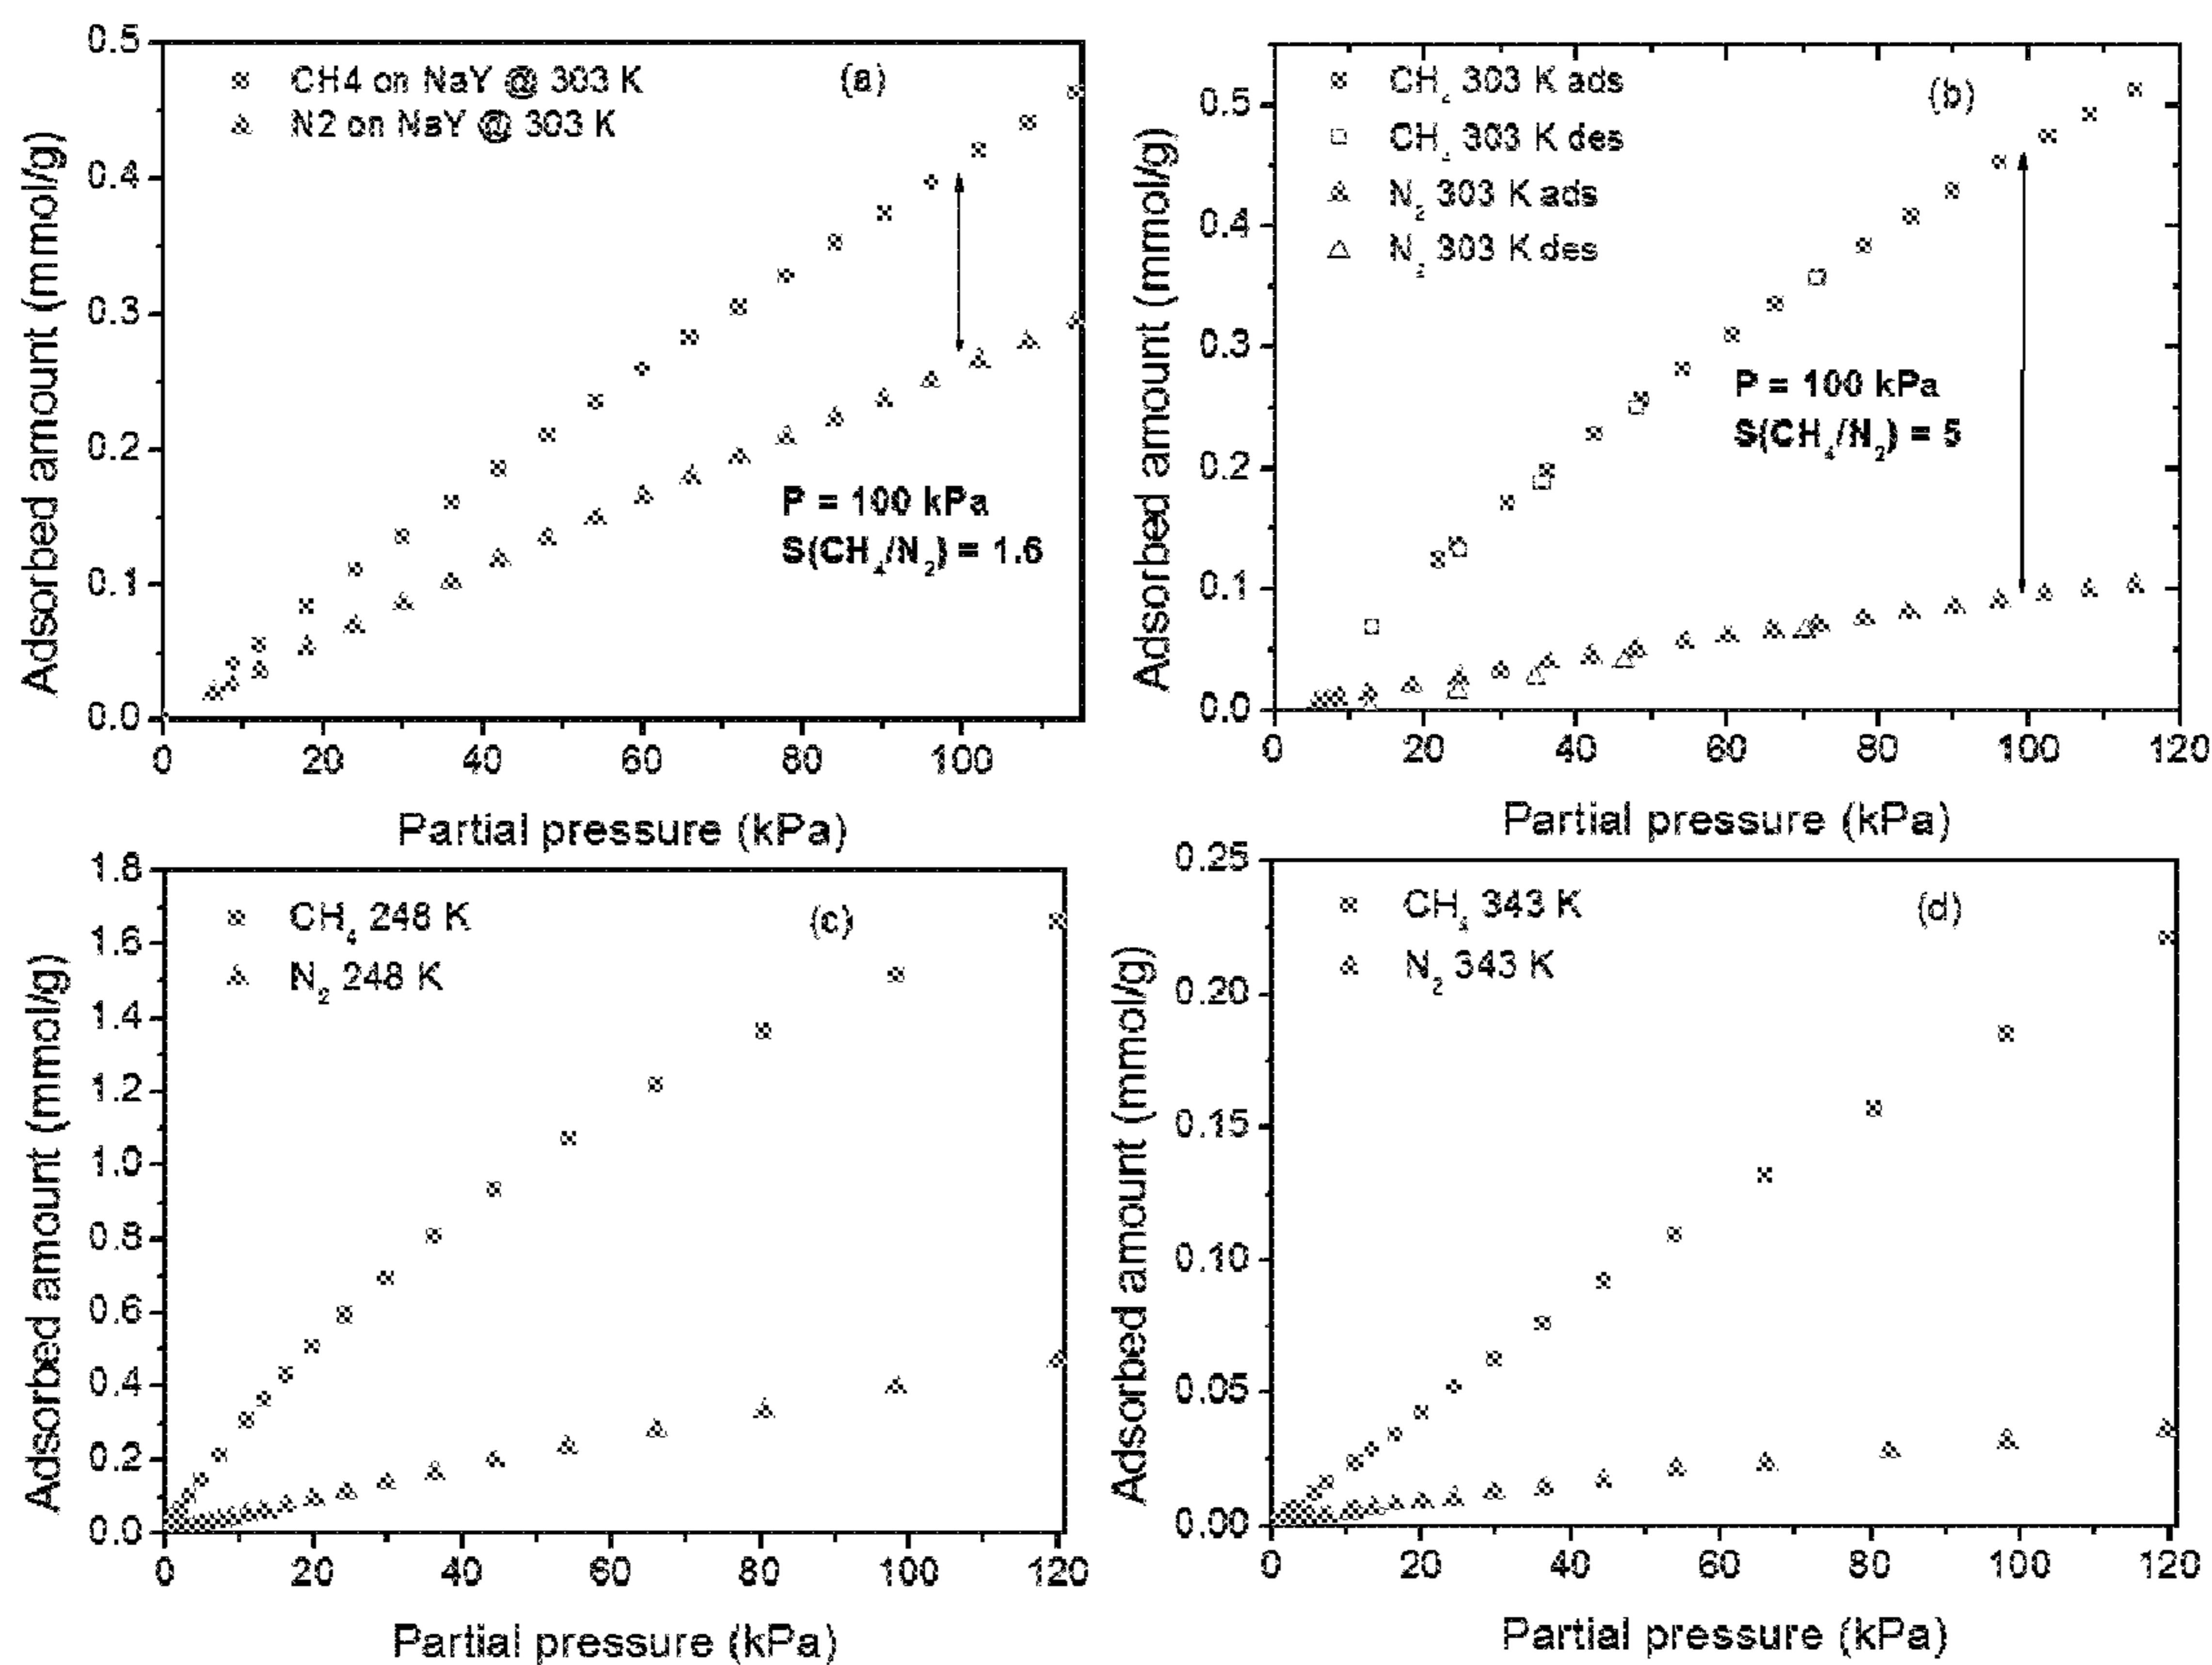 0.5
0.4
0.3
0.2
0.1
0.0
Adsorbed amount (mmol/g)
CH4 on NaY @ 303 K
N2 on NaY @ 303 K
(a)
P = 100 kPa
S(CH₄/N₂) = 1.6
0 20 40 60 80 100
Partial pressure (kPa)
0.5
0.4
0.3
0.2
0.1
0.0
Adsorbed amount (mmol/g)
CH₄ 303 K ads
CH₄ 303 K des
N₂ 303 K ads
N₂ 303 K des
(b)
P = 100 kPa
S(CH₄/N₂) = 5
0 20 40 60 80 100 120
Partial pressure (kPa)
1.8
1.6
1.4
1.2
1.0
0.8
0.6
0.4
0.2
0.0
Adsorbed amount (mmol/g)
CH₄ 248 K
N₂ 248 K
(c)
0 20 40 60 80 100 120
Partial pressure (kPa)
0.25
0.20
0.15
0.10
0.05
0.00
Adsorbed amount (mmol/g)
CH₄ 343 K
N₂ 343 K
(d)
0 20 40 60 80 100 120
Partial pressure (kPa)